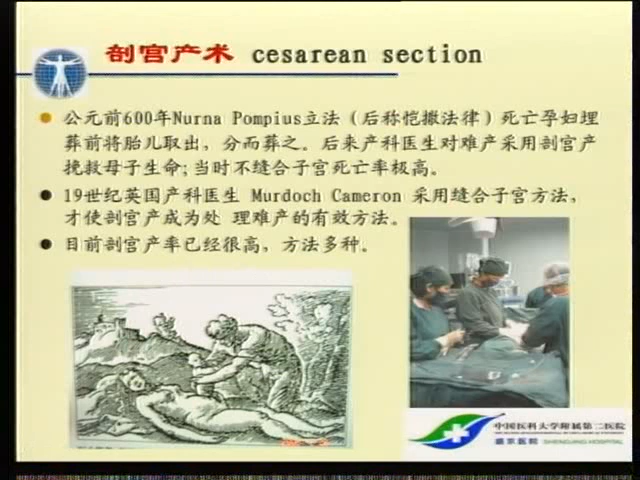 剖宫产术 cesarean section
公元前600年Nurna Pompius立法（后称恺撒法律）死亡孕妇埋
葬前将胎儿取出，分而葬之。后来产科医生对难产采用剖宫产
挽救母子生命;当时不缝合子宫死亡率极高。
19世纪英国产科医生 Murdoch Cameron 采用缝合子宫方法，
才使剖宫产成为处 理难产的有效方法。
目前剖宫产率已经很高，方法多种。
中国医科大学附属第二医院
盛京医院 SHENGJING HOSPITAL